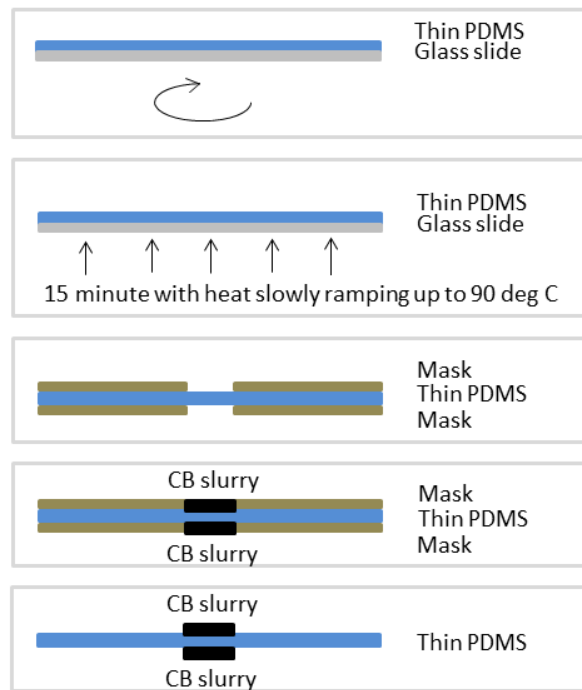 Thin PDMS
Glass slide
Thin PDMS
Glass slide
15 minute with heat slowly ramping up to 90 deg C
Mask
Thin PDMS
Mask
CB slurry
Mask
Thin PDMS
Mask
CB slurry
CB slurry
Thin PDMS
CB slurry